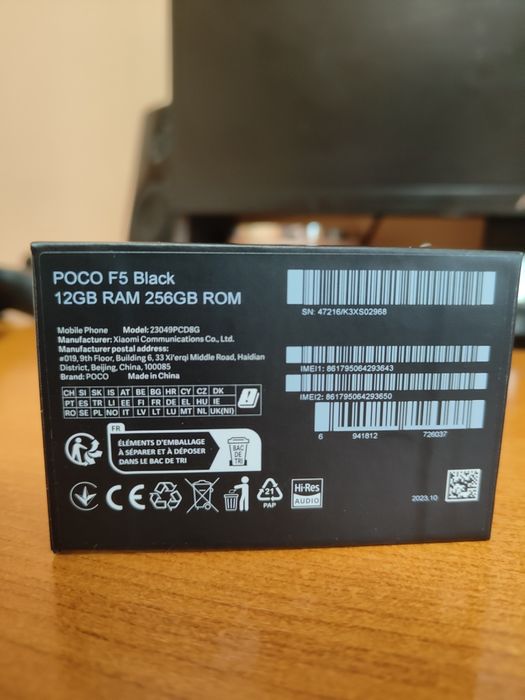 POCO F5 Black
12GB RAM 256GB ROM
Mobile Phone Model: 23049PCD8G
Manufacturer: Xiaomi Communications Co., Ltd.
Manufacturer postal address:
#019, 9th Floor, Building 6, 33 Xi'erqi Middle Road, Haidian
District, Beijing, China, 100085
Brand: POCO Made in China
CH SI SK IS AT BE BG HR CY CZ DK
PT ES TR LI EE FI FR DE EL HU IE
RO SE PL NO IT LV LT LU MT NL UK(NI)
FR
ÉLÉMENTS D'EMBALLAGE
À SÉPARER ET À DÉPOSER
DANS LE BAC DE TRI
BAC
DE
TRI
CE
21
PAP
Hi-Res
AUDIO
SN: 47216/K3XS02968
IMEI1: 861795064293643
IMEI2: 861795064293650
6 941812 726037
2023.10